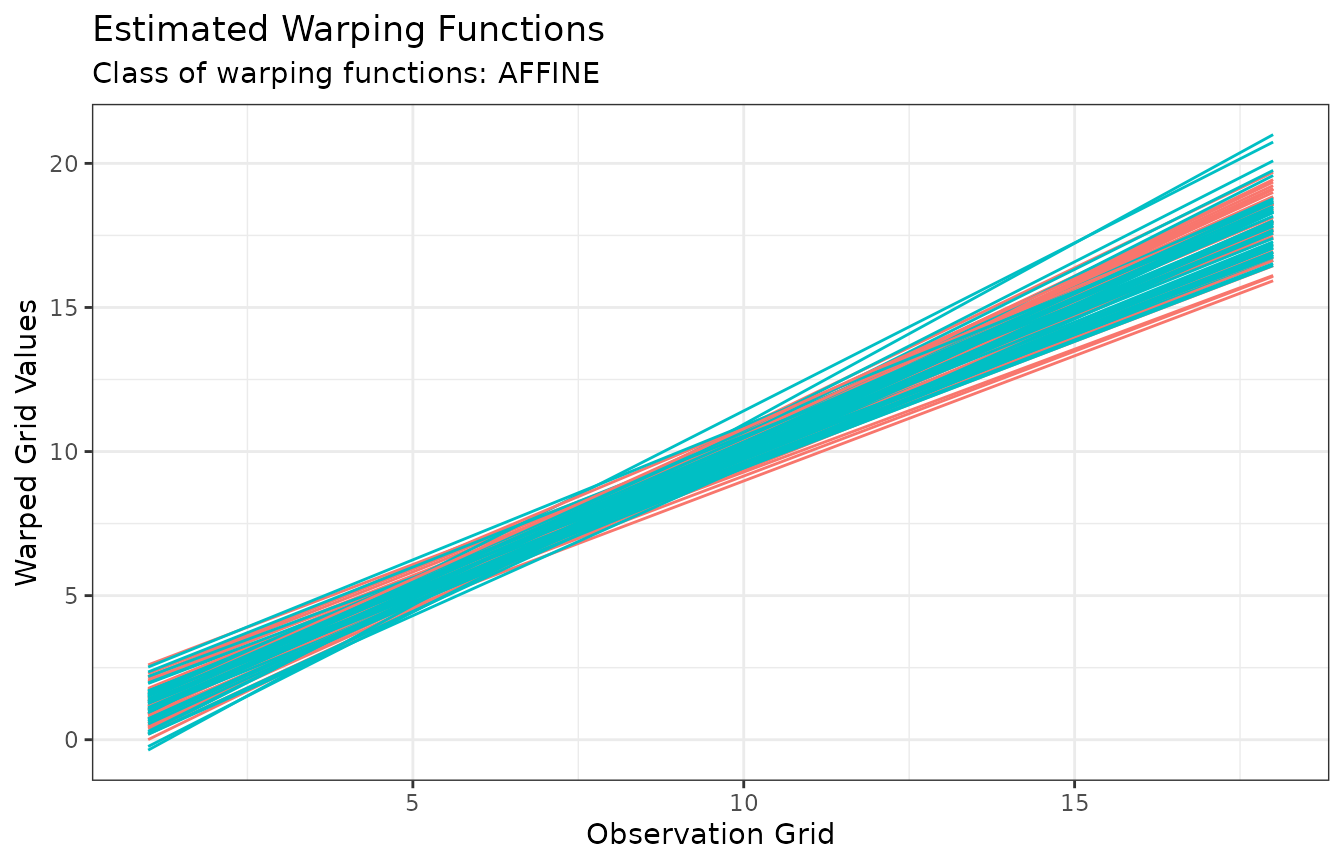 Estimated Warping Functions
Class of warping functions: AFFINE
Warped Grid Values
20
15
10
5
0
5
10
15
Observation Grid